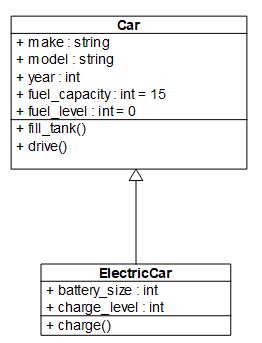 Car
+ make : string
+ model : string
+ year : int
+ fuel_capacity : int = 15
+ fuel_level : int = 0
+ fill_tank()
+ drive()
ElectricCar
+ battery_size : int
+ charge_level : int
+ charge()